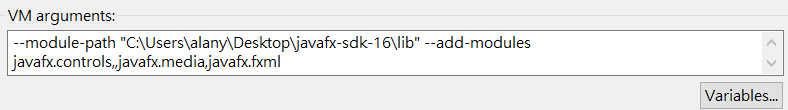 VM arguments:
--module-path "C:\Users\alany\Desktop\javafx-sdk-16\lib" --add-modules
javafx.controls,,javafx.media,javafx.fxml
Variables...